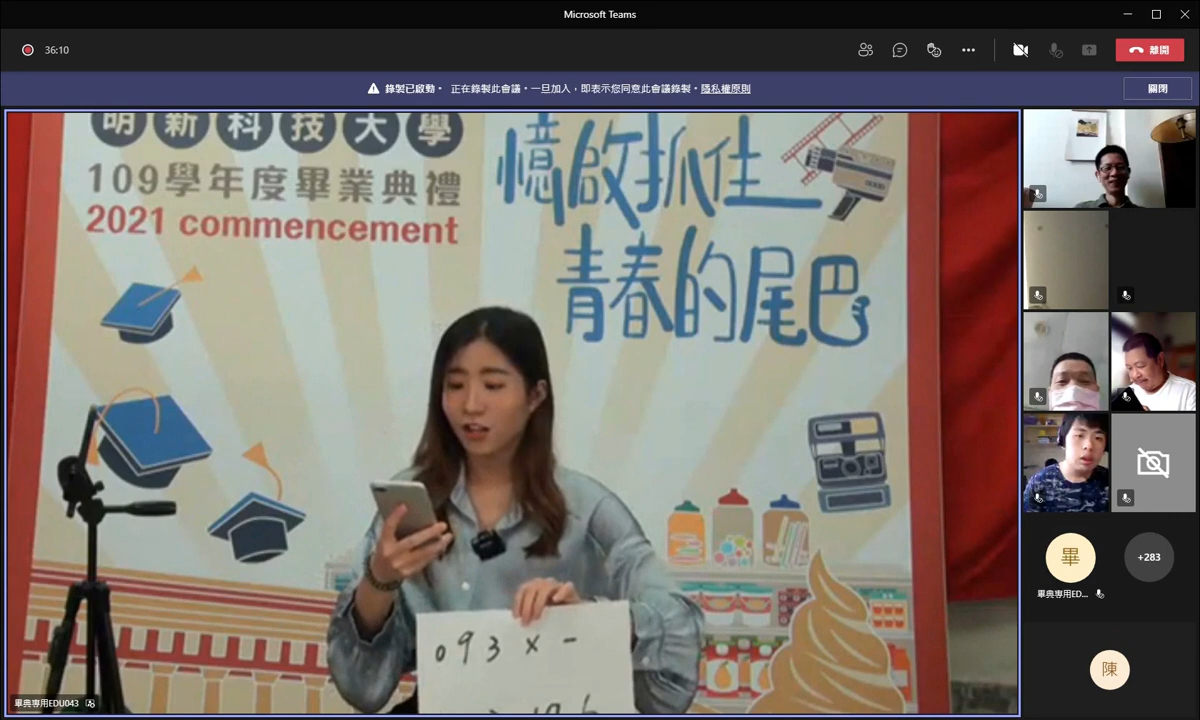 Microsoft Teams
36:10
離開
錄製已啟動。 正在錄製此會議。一旦加入，即表示您同意此會議錄製。隱私權原則
關閉
明新科技大學
109學年度畢業典禮
2021 commencement
憶啟抓住
青春的尾巴
093x-
畢典專用EDU043
畢
畢典專用ED...
+283
陳